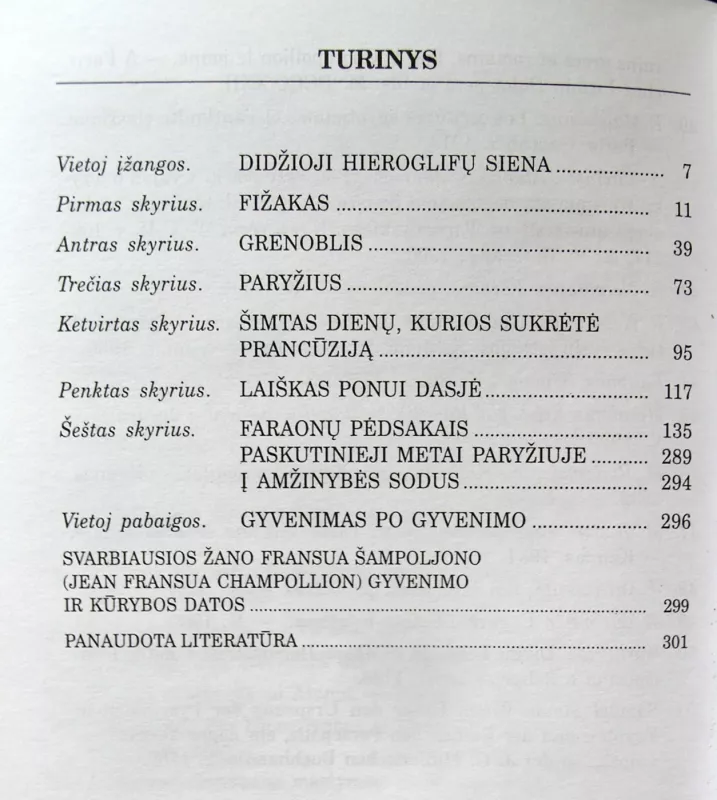 TURINYS
Vietoj įžangos. DIDŽIOJI HIEROGLIFŲ SIENA ..................... 7
Pirmas skyrius. FIŽAKAS ..................... 11
Antras skyrius. GRENOBLIS ..................... 39
Trečias skyrius. PARYŽIUS ..................... 73
Ketvirtas skyrius. ŠIMTAS DIENŲ, KURIOS SUKRĖTĖ
PRANCŪZIJĄ ..................... 95
Penktas skyrius. LAIŠKAS PONUI DASJĖ ..................... 117
Šeštas skyrius. FARAONŲ PĖDSAKAIS ..................... 135
PASKUTINIEJI METAI PARYŽIUJE .......... 289
Į AMŽINYBĖS SODUS ..................... 294
Vietoj pabaigos. GYVENIMAS PO GYVENIMO ..................... 296
SVARBIAUSIOS ŽANO FRANSUA ŠAMPOLJONO
(JEAN FRANSUA CHAMPOLLION) GYVENIMO
IR KŪRYBOS DATOS ..................... 299
PANAUDOTA LITERATŪRA ..................... 301